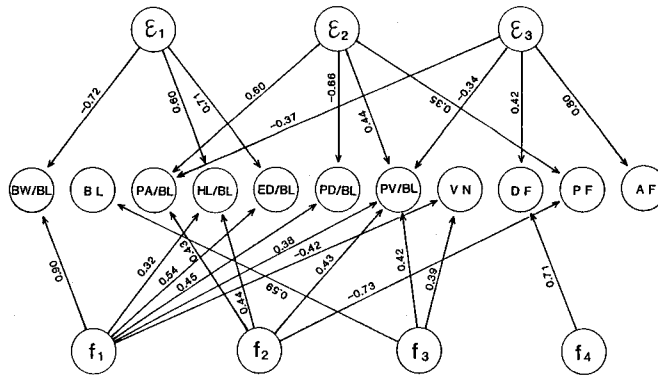 ε1 ε2 ε3
−0.72 0.60 0.71 0.60 −0.66 0.44 −0.37 −0.34 0.42 0.35 0.80
BW/BL BL PA/BL HL/BL ED/BL PD/BL PV/BL VN DF PF AF
0.90 0.32 0.54 0.45 0.43 0.44 0.38 −0.42 0.43 0.59 −0.73 0.42 0.39 0.71
f1 f2 f3 f4